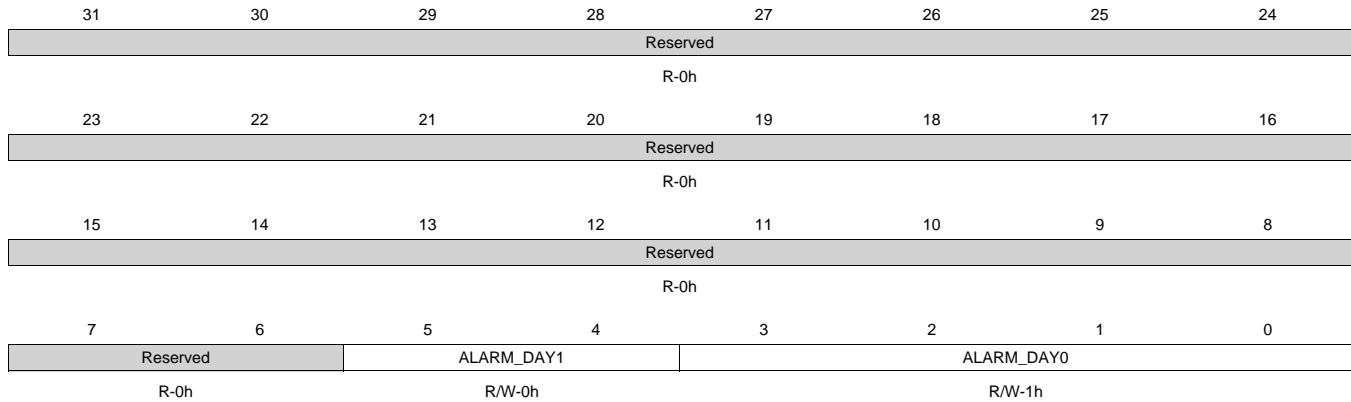 31 30 29 28 27 26 25 24
Reserved
R-0h
23 22 21 20 19 18 17 16
Reserved
R-0h
15 14 13 12 11 10 9 8
Reserved
R-0h
7 6 5 4 3 2 1 0
Reserved ALARM_DAY1 ALARM_DAY0
R-0h R/W-0h R/W-1h